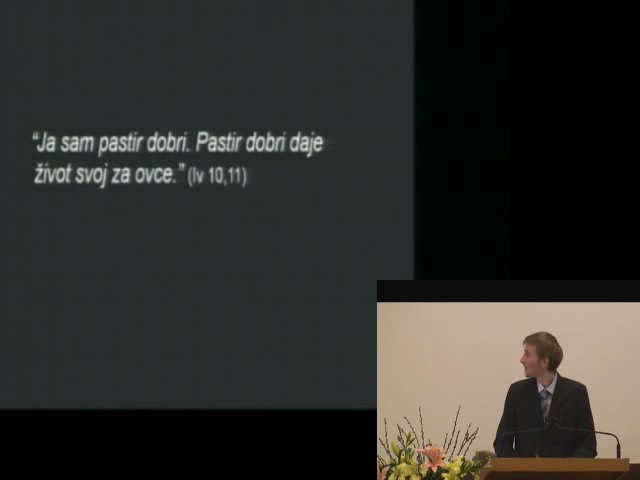 “Ja sam pastir dobri. Pastir dobri daje
život svoj za ovce.” (Iv 10,11)